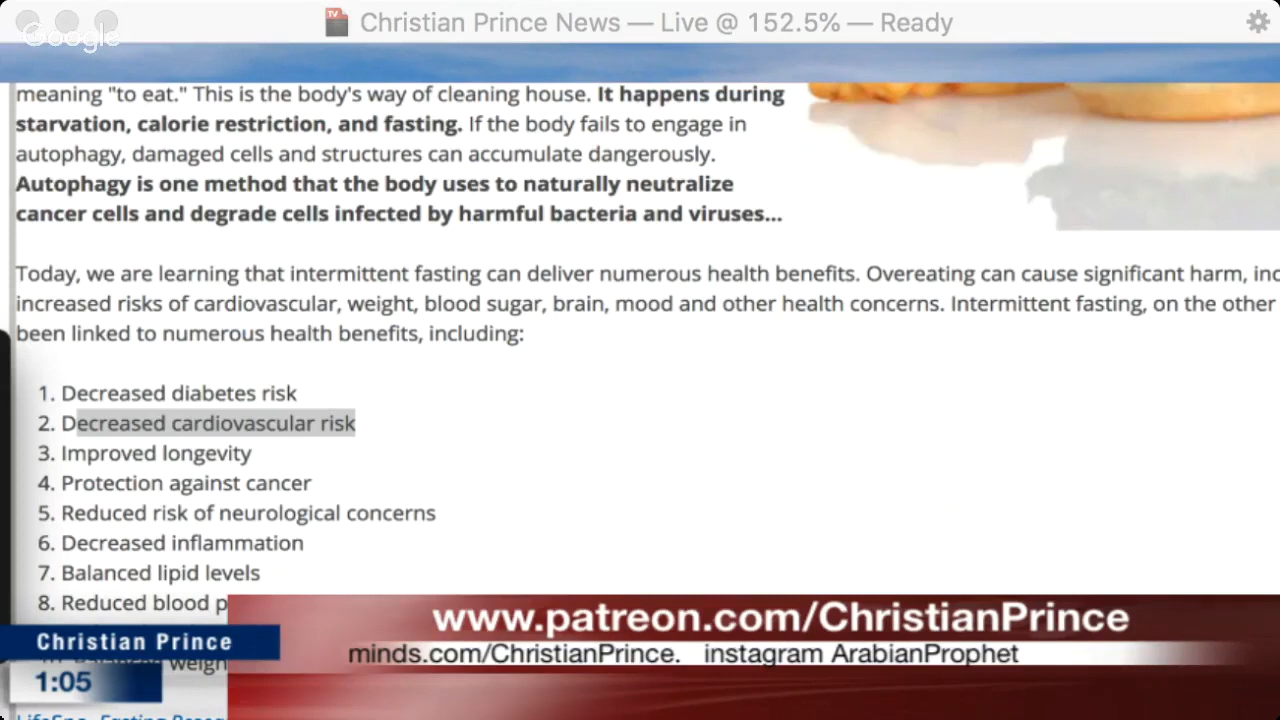 Christian Prince News — Live @ 152.5% — Ready
Google
TV
meaning "to eat." This is the body's way of cleaning house. It happens during
starvation, calorie restriction, and fasting. If the body fails to engage in
autophagy, damaged cells and structures can accumulate dangerously.
Autophagy is one method that the body uses to naturally neutralize
cancer cells and degrade cells infected by harmful bacteria and viruses...
Today, we are learning that intermittent fasting can deliver numerous health benefits. Overeating can cause significant harm, inc
increased risks of cardiovascular, weight, blood sugar, brain, mood and other health concerns. Intermittent fasting, on the other
been linked to numerous health benefits, including:
1. Decreased diabetes risk
2. Decreased cardiovascular risk
3. Improved longevity
4. Protection against cancer
5. Reduced risk of neurological concerns
6. Decreased inflammation
7. Balanced lipid levels
8. Reduced blood p
www.patreon.com/ChristianPrince
Christian Prince
minds.com/ChristianPrince. instagram ArabianProphet
weigh
1:05